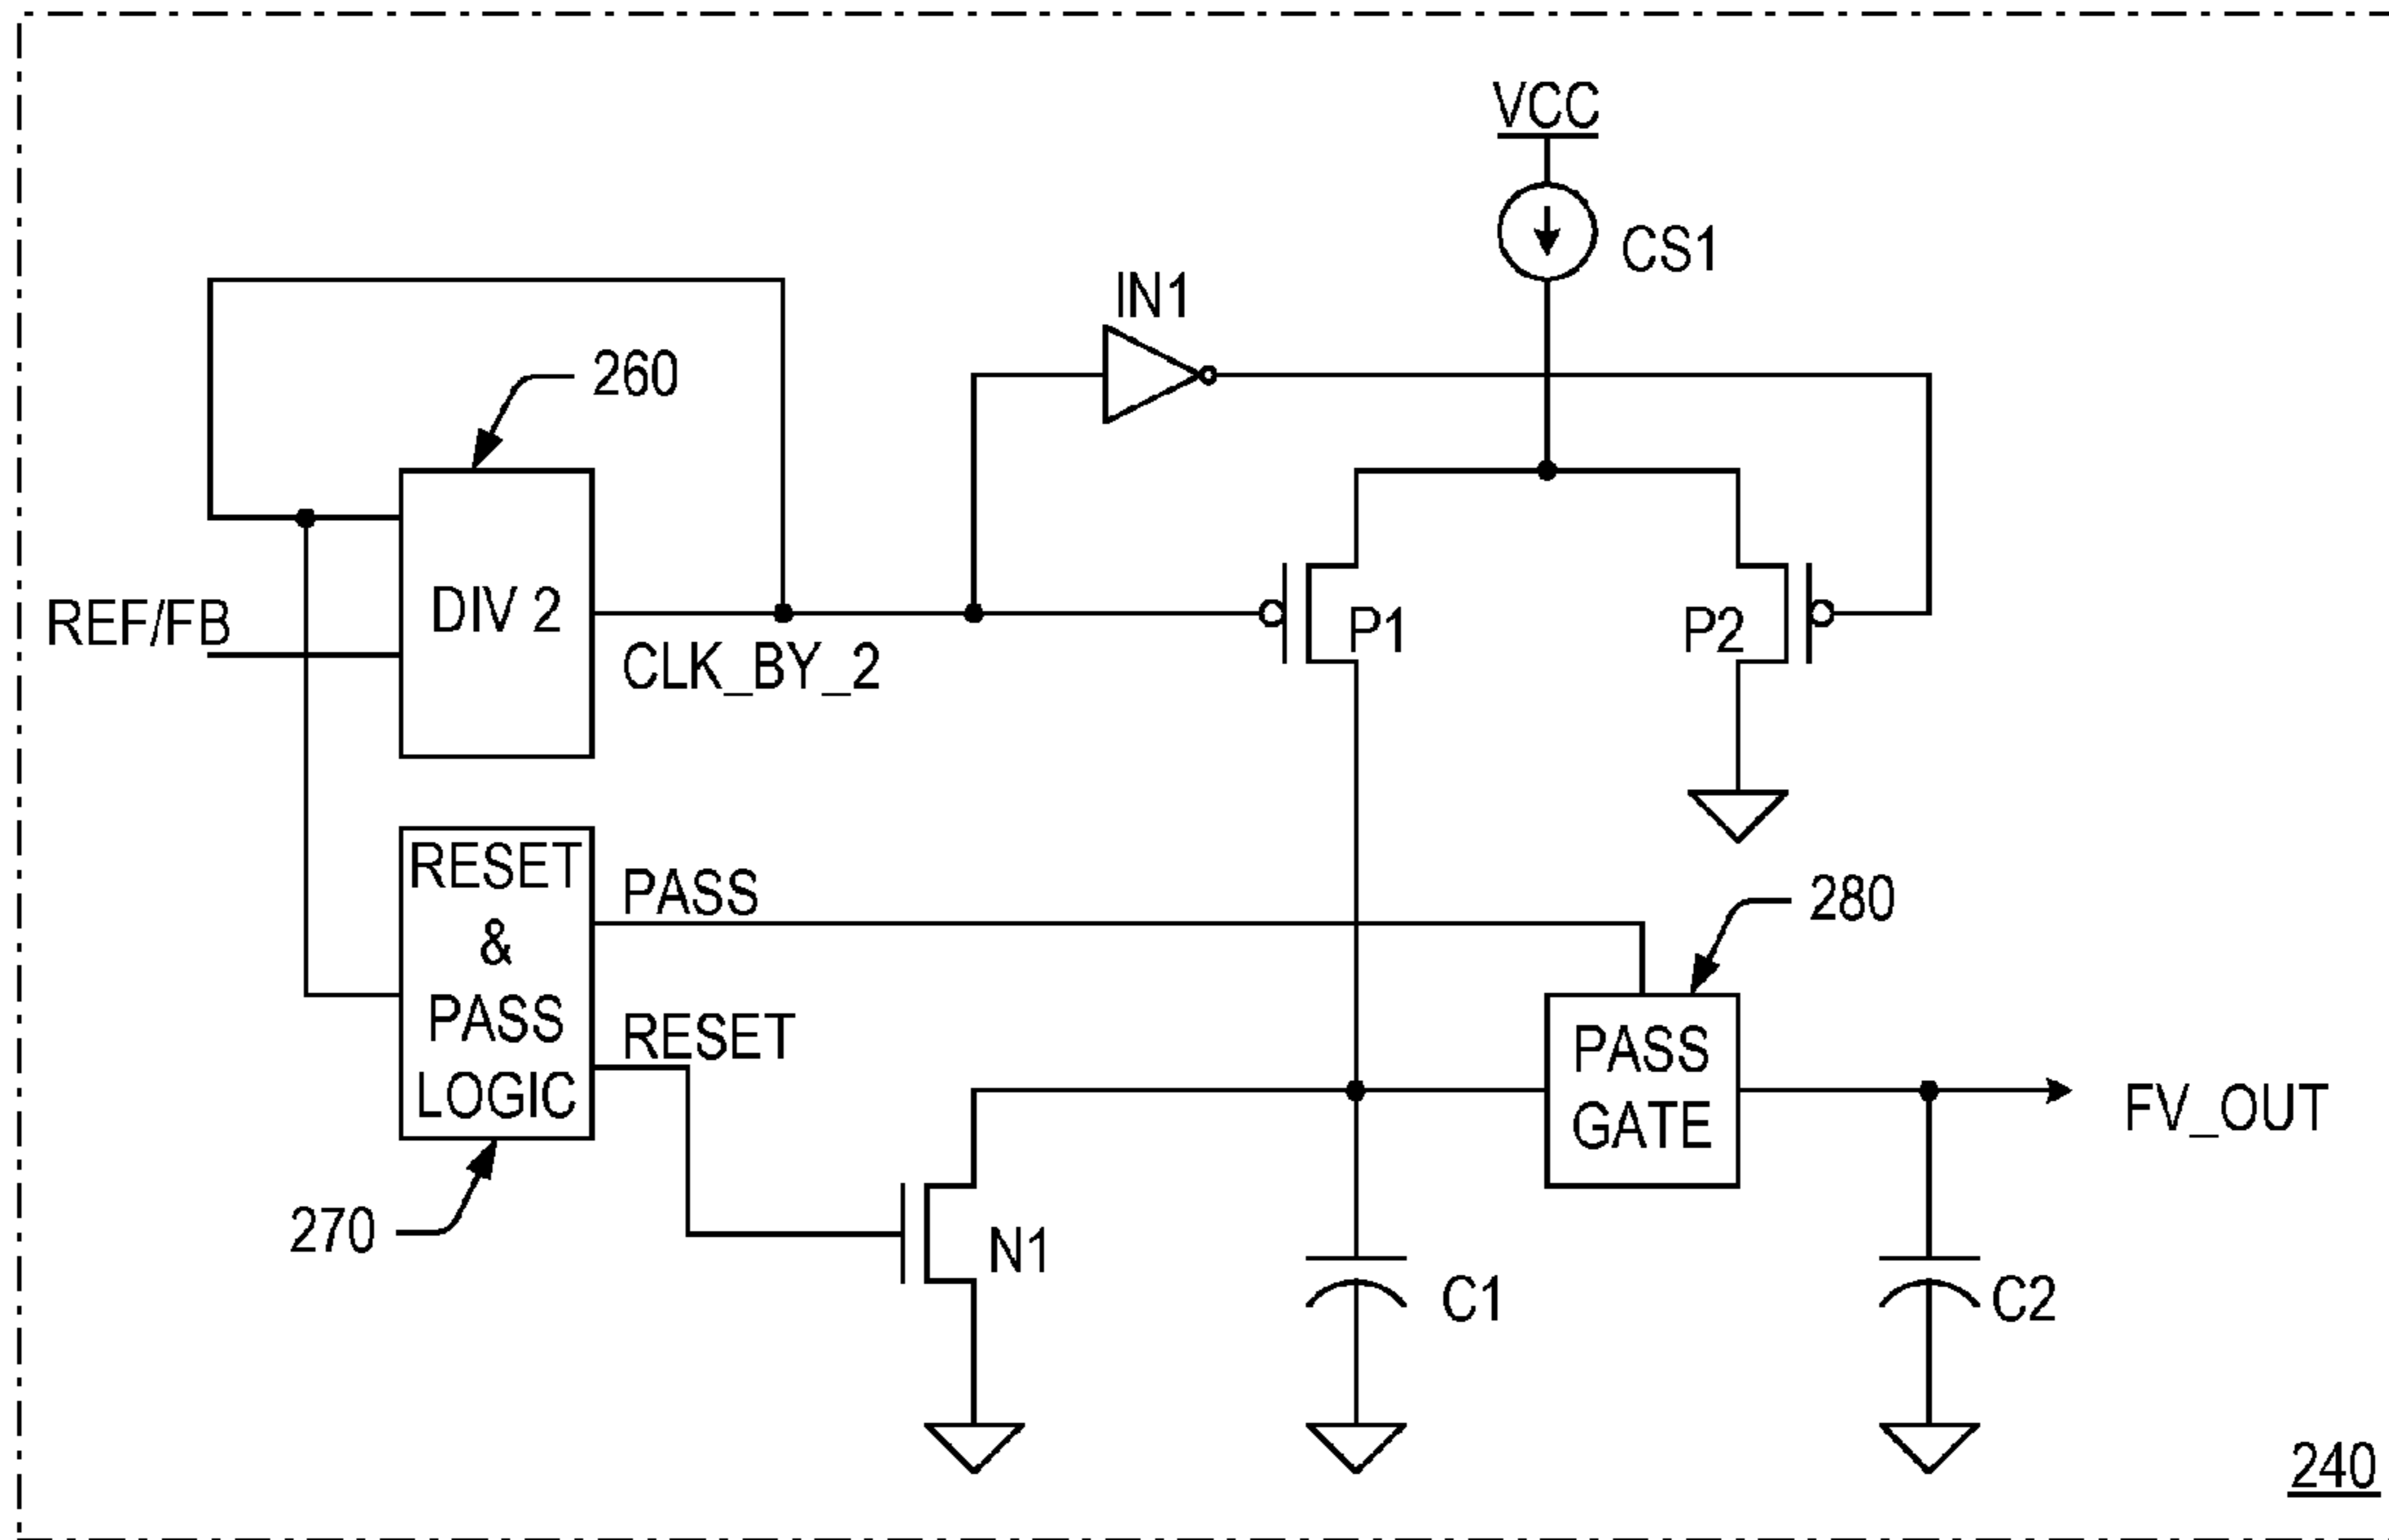 VCC
CS1
IN1
260
REF/FB
DIV 2
CLK_BY_2
P1
P2
RESET
&
PASS
LOGIC
PASS
RESET
280
PASS
GATE
FV_OUT
270
N1
C1
C2
240